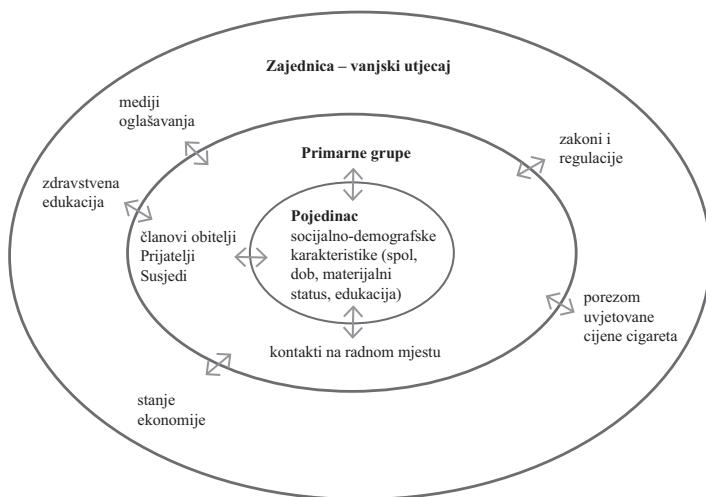 Zajednica – vanjski utjecaj
mediji
oglašavanja
zakoni i
regulacije
Primarne grupe
zdravstvena
edukacija
Pojedinac
socijalno-demografske
karakteristike (spol,
dob, materijalni
status, edukacija)
članovi obitelji
Prijatelji
Susjedi
porezom
uvjetovane
cijene cigareta
kontakti na radnom mjestu
stanje
ekonomije